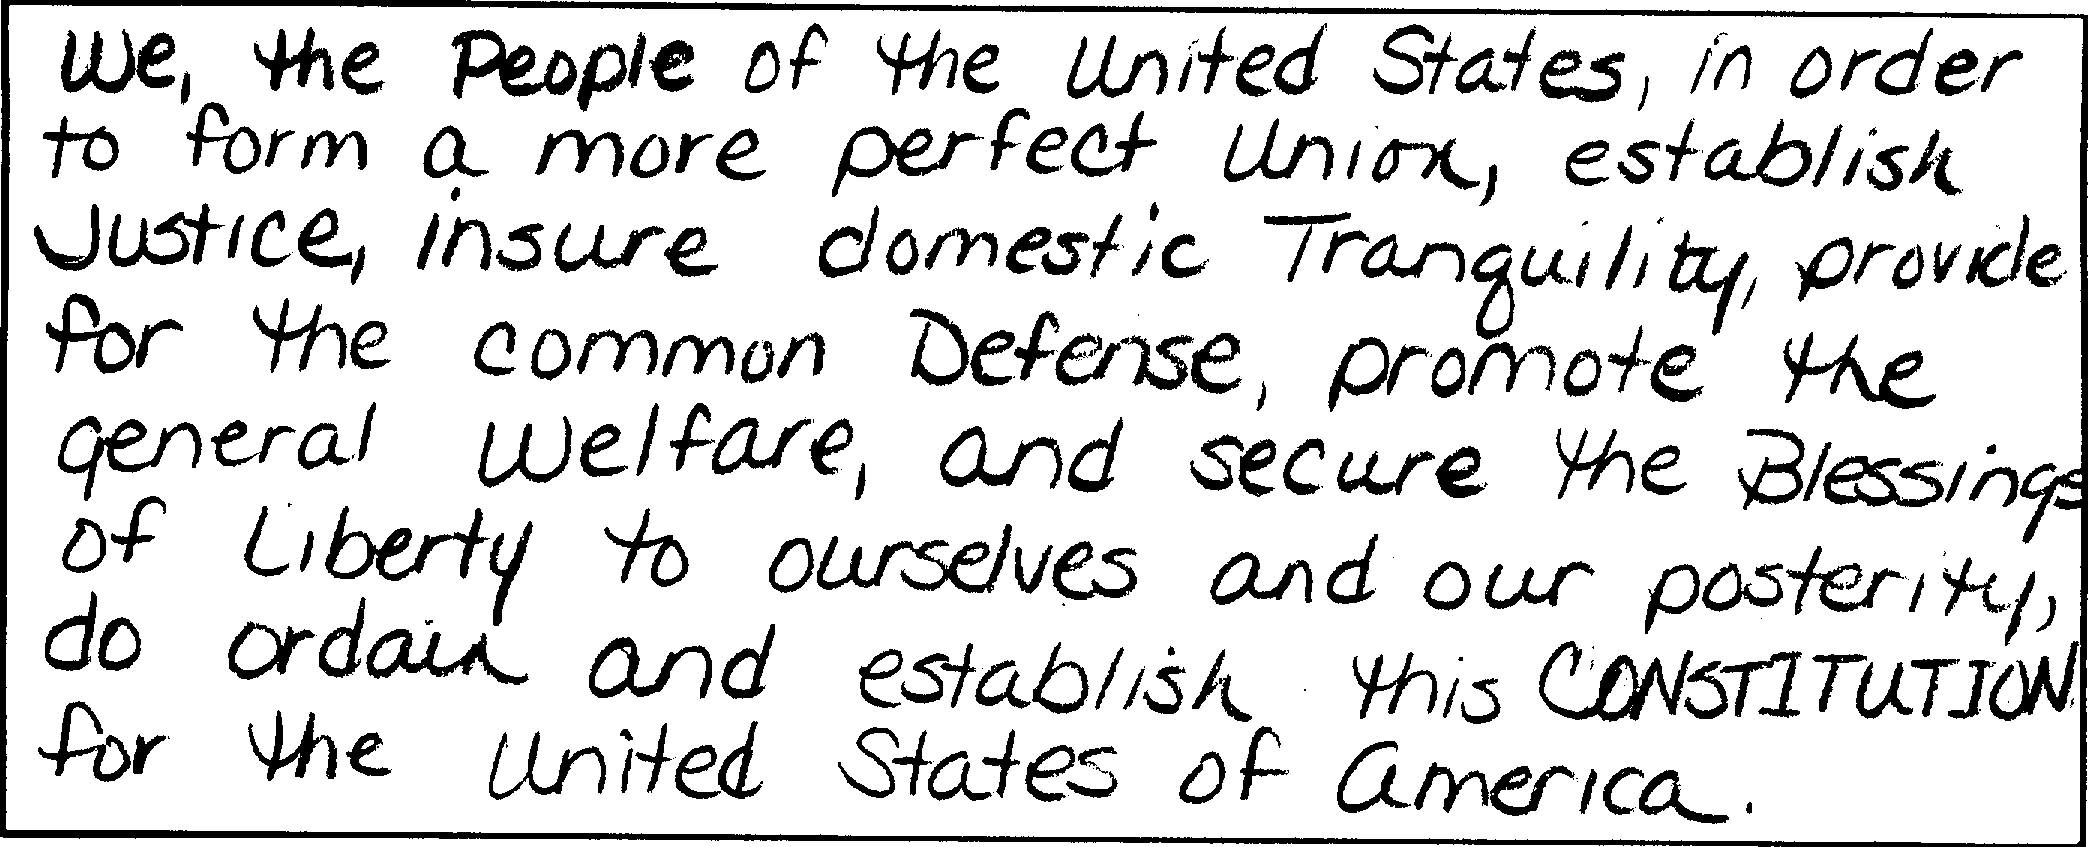 We, the People of the United States, in order
to form a more perfect Union, establish
Justice, insure domestic Tranquility, provide
for the common Defense, promote the
general Welfare, and secure the Blessings
of Liberty to ourselves and our posterity,
do ordain and establish this CONSTITUTION
for the United States of America.